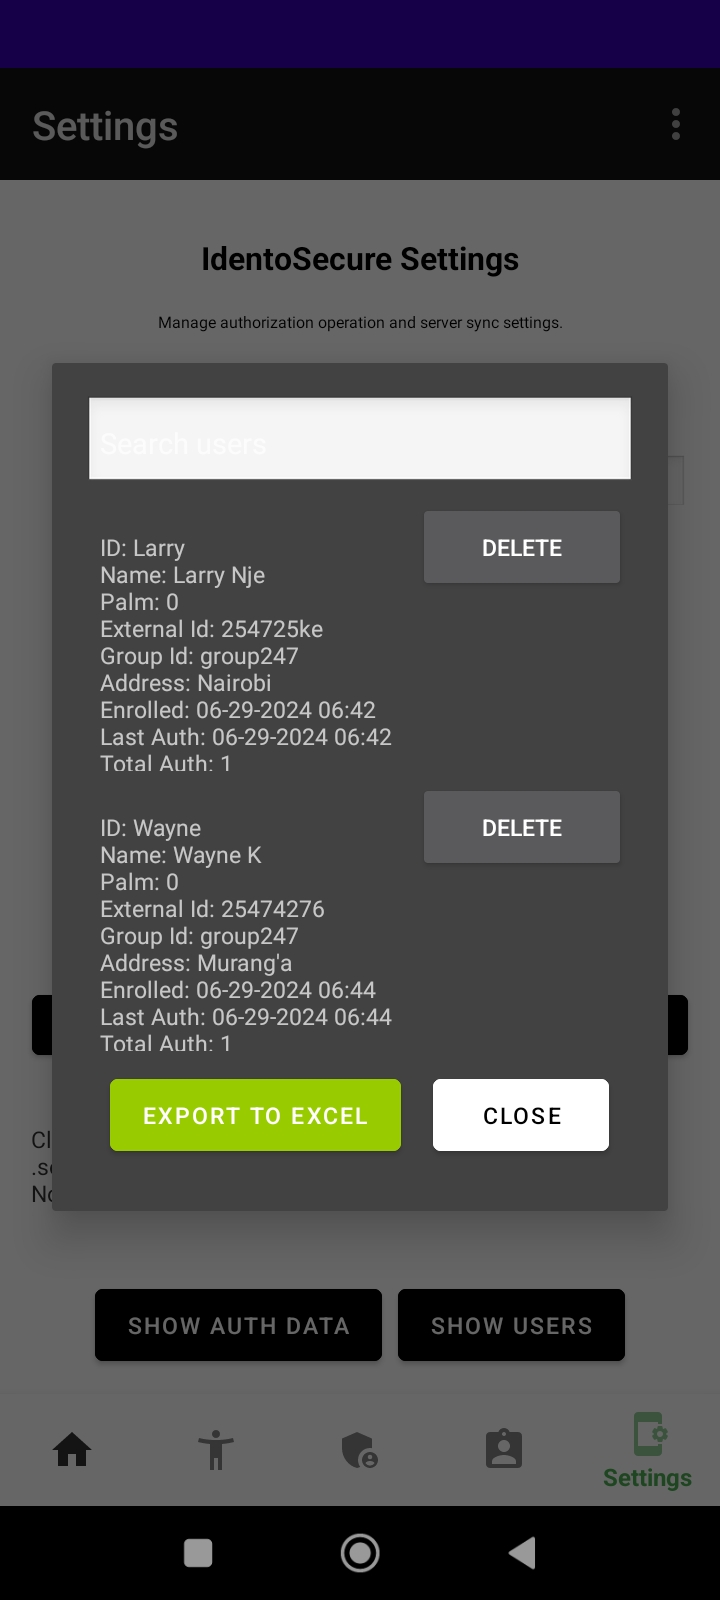 Settings
IdentoSecure Settings
Manage authorization operation and server sync settings.
Search users
ID: Larry
DELETE
Name: Larry Nje
Palm: 0
External Id: 254725ke
Group Id: group247
Address: Nairobi
Enrolled: 06-29-2024 06:42
Last Auth: 06-29-2024 06:42
Total Auth: 1
ID: Wayne
DELETE
Name: Wayne K
Palm: 0
External Id: 25474276
Group Id: group247
Address: Murang'a
Enrolled: 06-29-2024 06:44
Last Auth: 06-29-2024 06:44
Total Auth: 1
EXPORT TO EXCEL
CLOSE
SHOW AUTH DATA
SHOW USERS
Settings